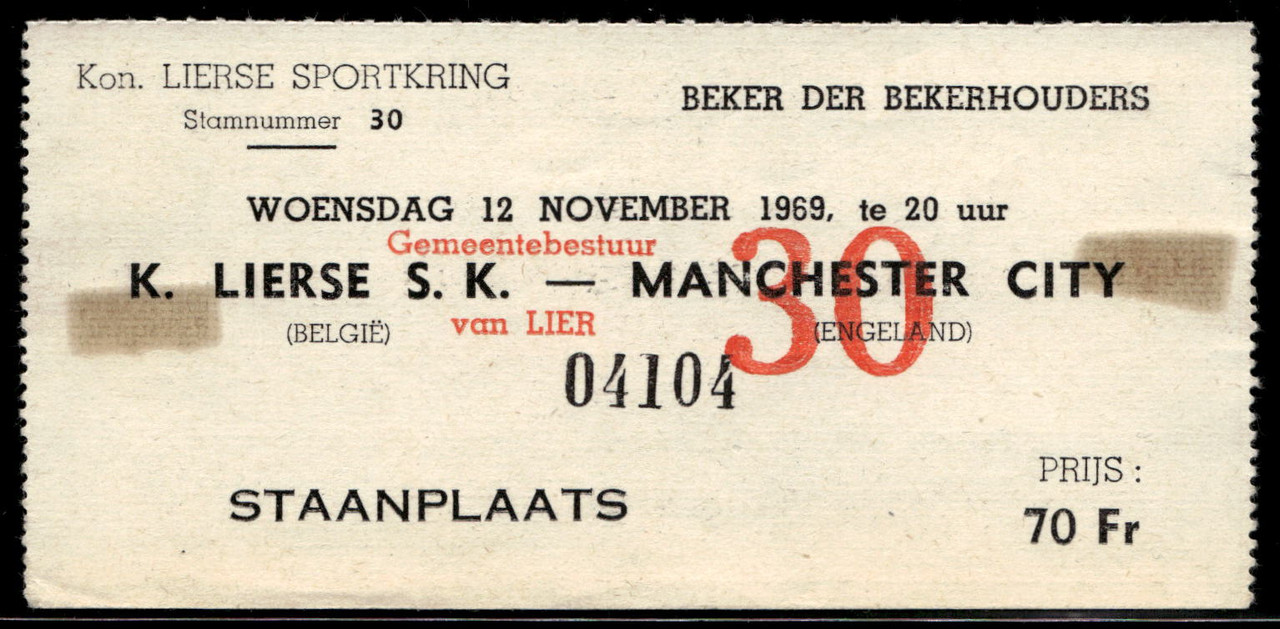 Kon. LIERSE SPORTKRING
Stamnummer 30
BEKER DER BEKERHOUDERS
WOENSDAG 12 NOVEMBER 1969, te 20 uur
Gemeentebestuur
30
K. LIERSE S. K. — MANCHESTER CITY
(BELGIË)
van LIER
(ENGELAND)
04104
PRIJS :
STAANPLAATS
70 Fr